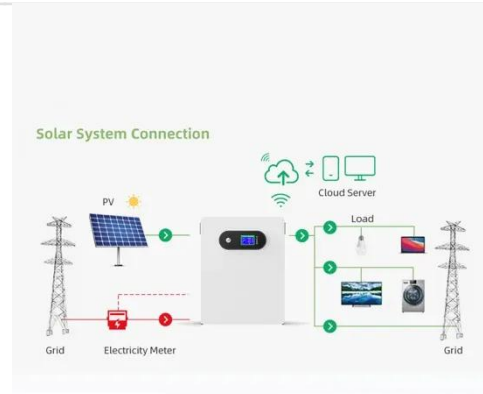 Solar System Connection
PV
Cloud Server
Load
Grid
Electricity Meter
Grid